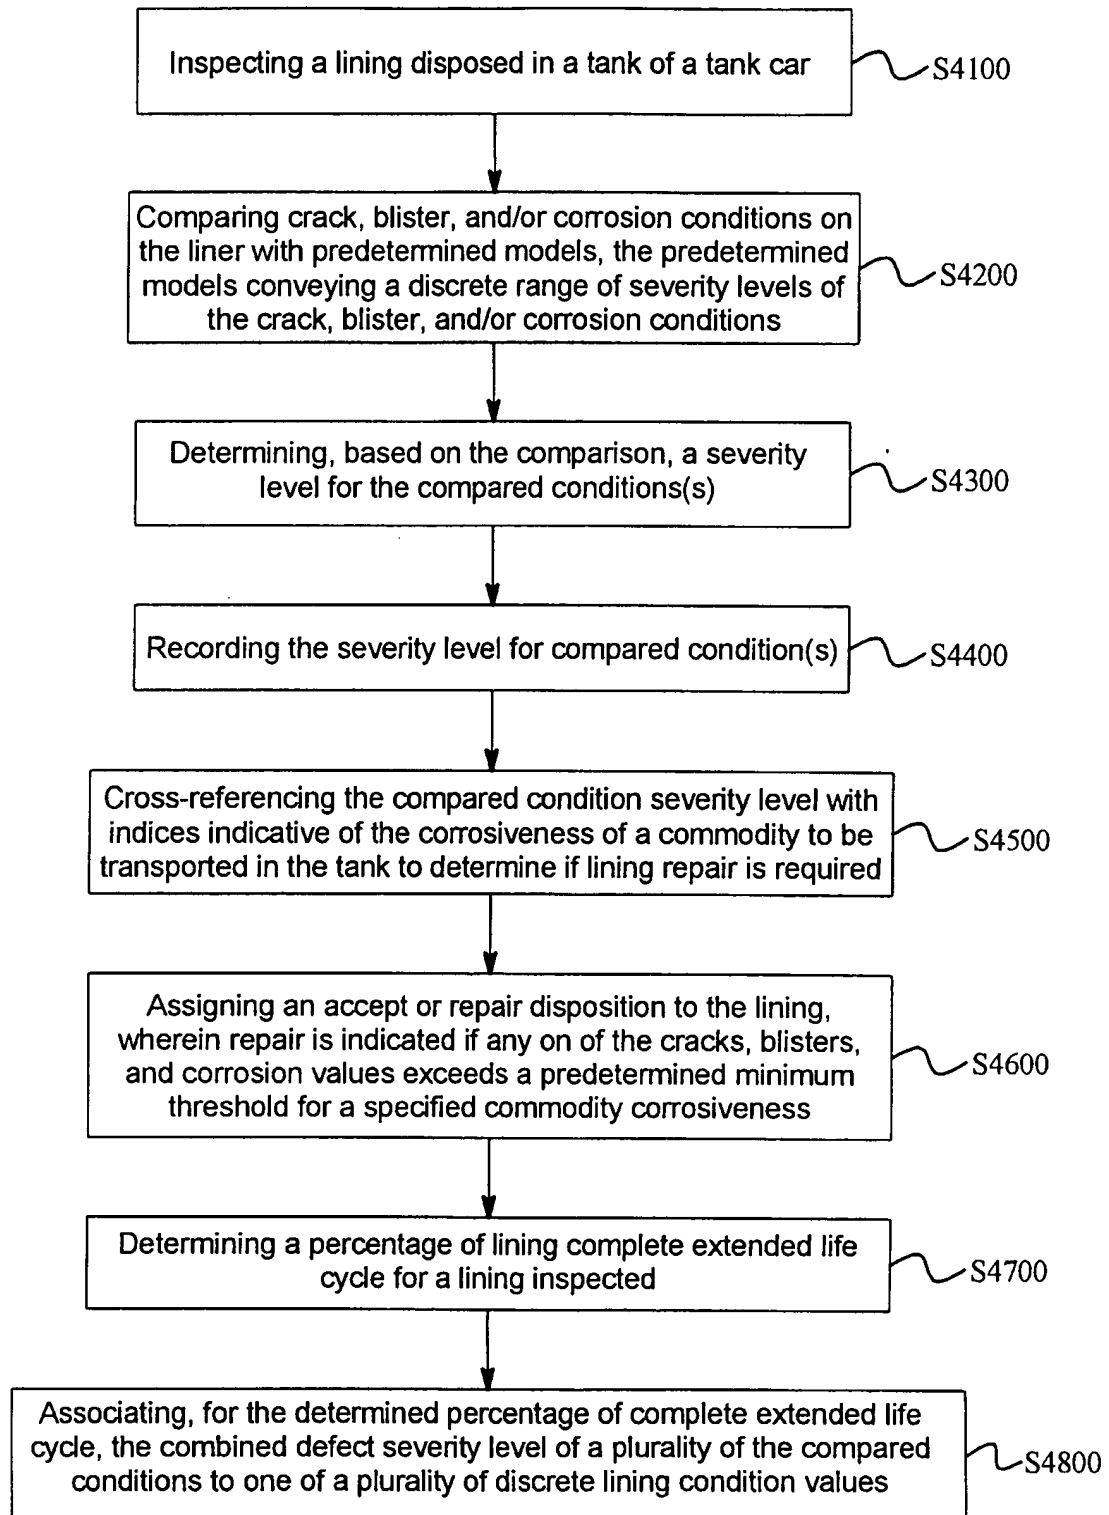 Inspecting a lining disposed in a tank of a tank car
S4100
Comparing crack, blister, and/or corrosion conditions on
the liner with predetermined models, the predetermined
models conveying a discrete range of severity levels of
the crack, blister, and/or corrosion conditions
S4200
Determining, based on the comparison, a severity
level for the compared conditions(s)
S4300
Recording the severity level for compared condition(s)
S4400
Cross-referencing the compared condition severity level with
indices indicative of the corrosiveness of a commodity to be
transported in the tank to determine if lining repair is required
S4500
Assigning an accept or repair disposition to the lining,
wherein repair is indicated if any on of the cracks, blisters,
and corrosion values exceeds a predetermined minimum
threshold for a specified commodity corrosiveness
S4600
Determining a percentage of lining complete extended life
cycle for a lining inspected
S4700
Associating, for the determined percentage of complete extended life
cycle, the combined defect severity level of a plurality of the compared
conditions to one of a plurality of discrete lining condition values
S4800